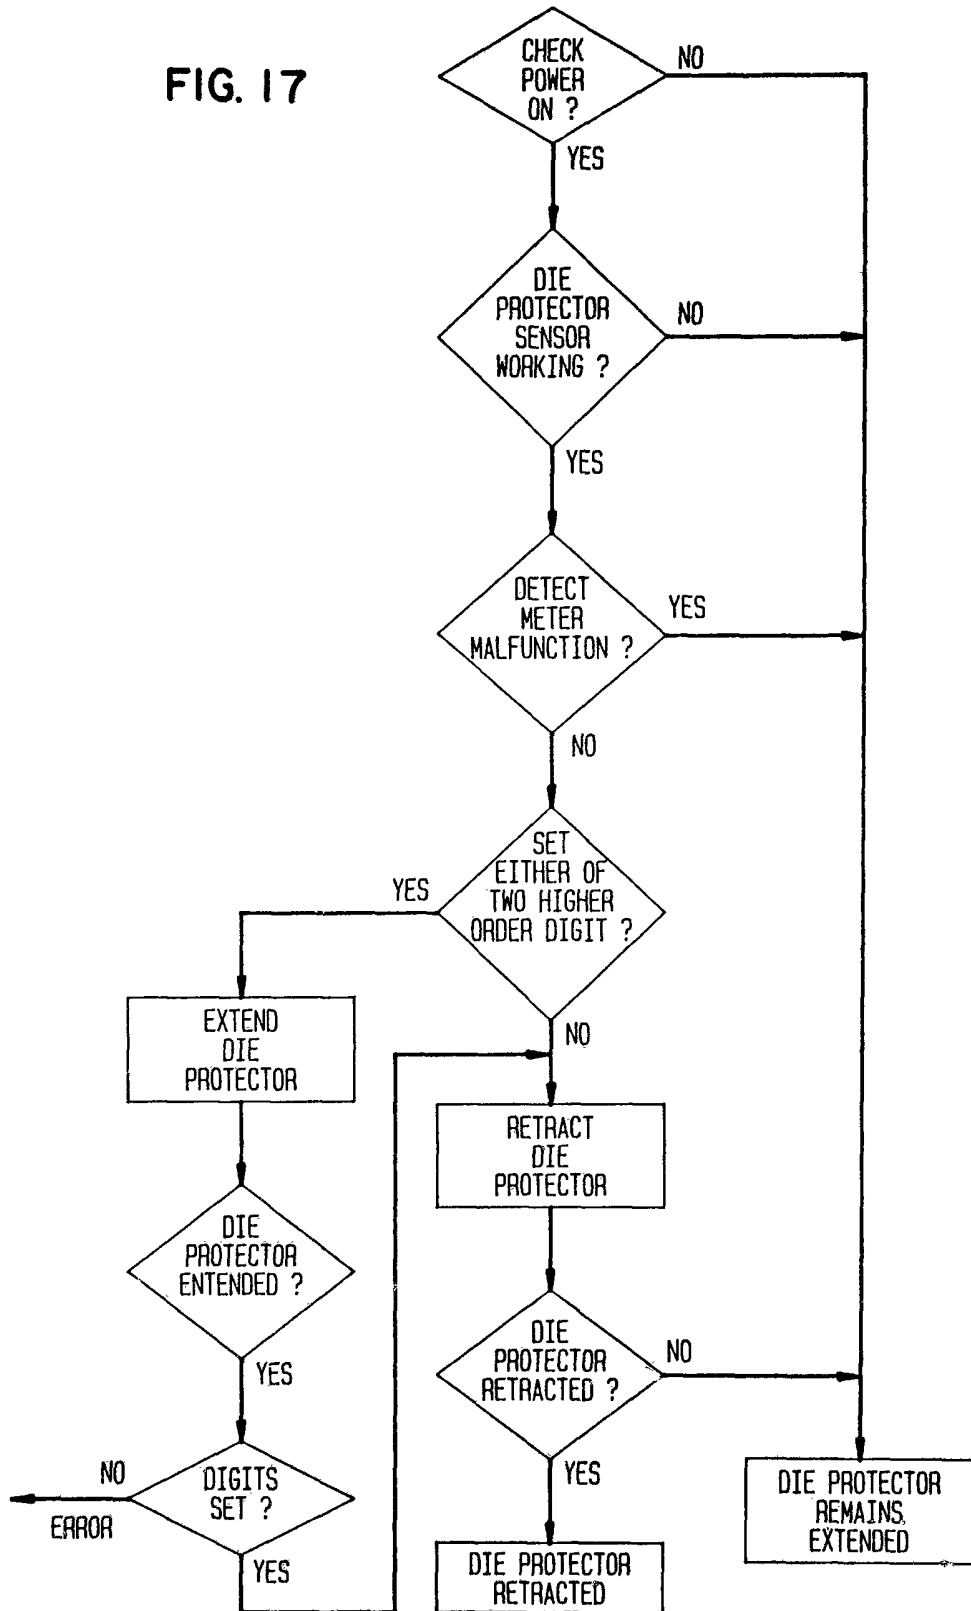 FIG. 17
CHECK
POWER
ON ?
NO
YES
DIE
PROTECTOR
SENSOR
WORKING ?
NO
YES
DETECT
METER
MALFUNCTION ?
YES
NO
SET
EITHER OF
TWO HIGHER
ORDER DIGIT ?
YES
NO
EXTEND
DIE
PROTECTOR
RETRACT
DIE
PROTECTOR
DIE
PROTECTOR
ENTENDED ?
YES
DIE
PROTECTOR
RETRACTED ?
NO
YES
DIGITS
SET ?
NO
ERROR
YES
DIE PROTECTOR
RETRACTED
DIE PROTECTOR
REMAINS
EXTENDED